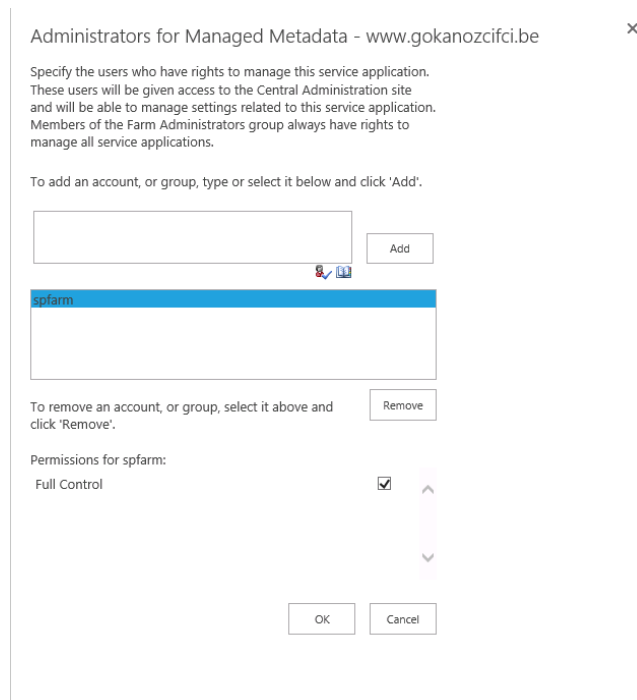 Administrators for Managed Metadata - www.gokanozcifci.be
Specify the users who have rights to manage this service application.
These users will be given access to the Central Administration site
and will be able to manage settings related to this service application.
Members of the Farm Administrators group always have rights to
manage all service applications.
To add an account, or group, type or select it below and click 'Add'.
Add
spfarm
To remove an account, or group, select it above and
click 'Remove'.
Remove
Permissions for spfarm:
Full Control
OK
Cancel